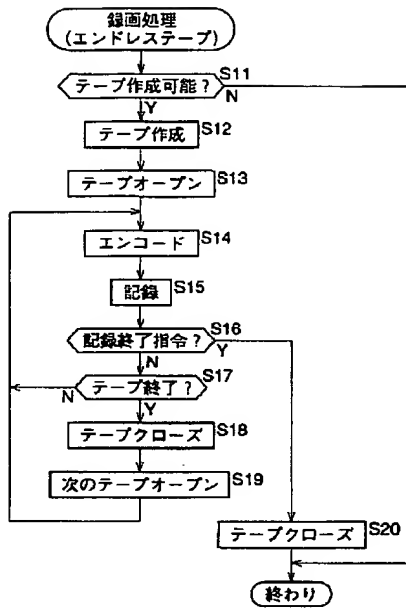 録画処理
(エンドレステープ)
テープ作成可能？ S11
N
Y
テープ作成 S12
テープオープン S13
エンコード S14
記録 S15
記録終了指令？ S16
Y
N
テープ終了？ S17
N
Y
テープクローズ S18
次のテープオープン S19
テープクローズ S20
終わり